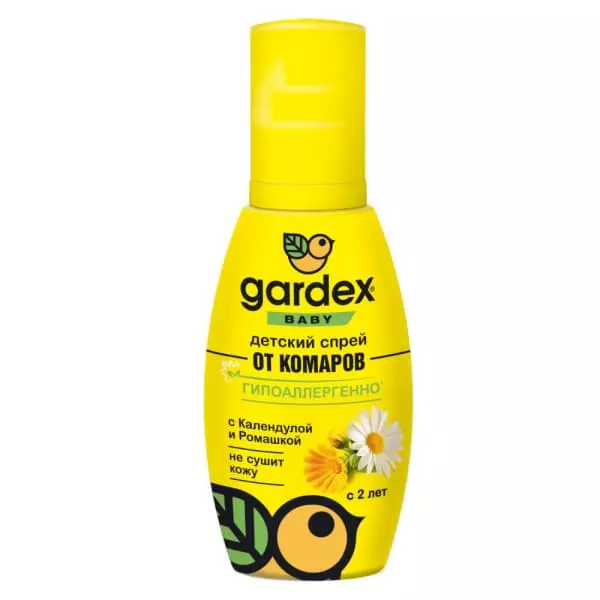 gardex®
BABY
детский спрей
ОТ КОМАРОВ
ГИПОАЛЛЕРГЕННО
с Календулой
и Ромашкой
не сушит
кожу
с 2 лет